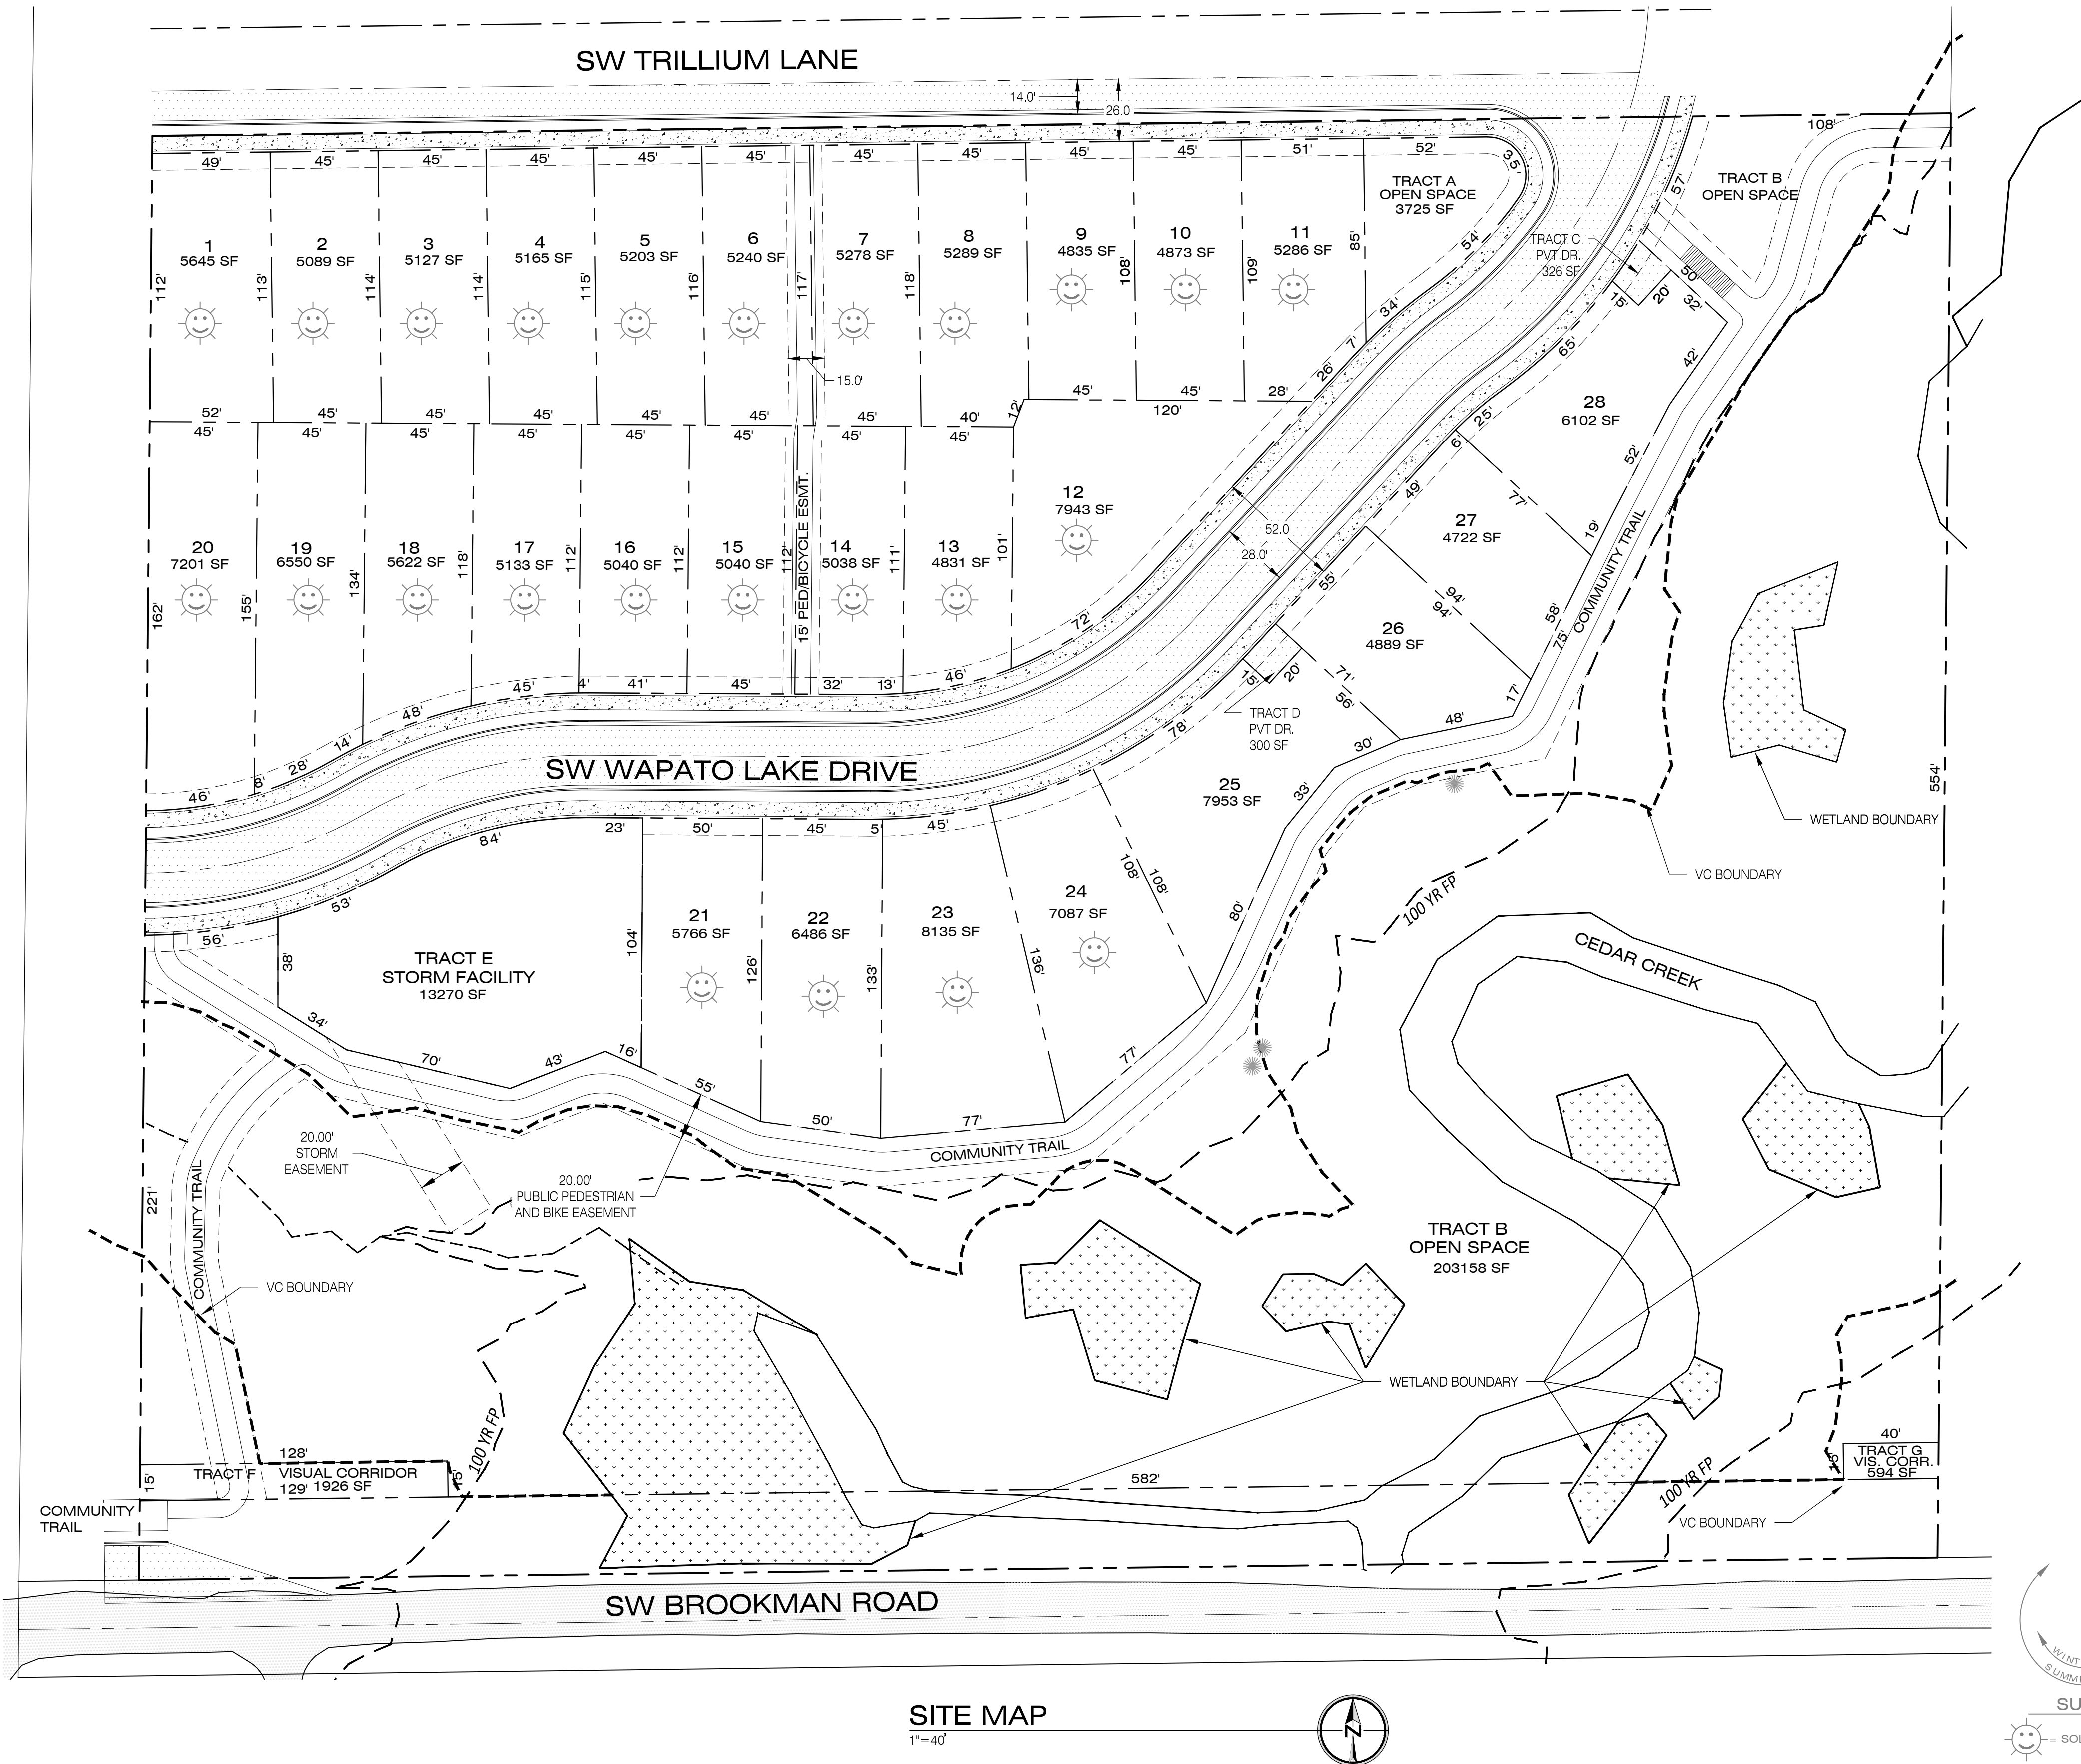 SW TRILLIUM LANE
14.0'
26.0'
108'
49'
45'
45'
45'
45'
45'
45'
45'
45'
45'
51'
52'
35'
57'
TRACT A
OPEN SPACE
3725 SF
TRACT B
OPEN SPACE
1
5645 SF
2
5089 SF
3
5127 SF
4
5165 SF
5
5203 SF
6
5240 SF
7
5278 SF
8
5289 SF
9
4835 SF
10
4873 SF
11
5286 SF
112'
113'
114'
114'
115'
116'
117'
118'
108'
109'
85'
54'
34'
7'
26'
TRACT C
PVT DR.
326 SF
50'
15'
20'
32'
65'
42'
15.0'
52'
45'
45'
45'
45'
45'
45'
40'
12'
45'
45'
28'
120'
45'
45'
45'
45'
45'
45'
45'
45'
25'
6'
28
6102 SF
52'
20
7201 SF
19
6550 SF
18
5622 SF
17
5133 SF
16
5040 SF
15
5040 SF
14
5038 SF
13
4831 SF
12
7943 SF
162'
155'
134'
118'
112'
112'
112'
15' PED/BICYCLE ESMT.
111'
101'
52.0'
28.0'
49'
77'
27
4722 SF
19'
COMMUNITY TRAIL
55'
94'
94'
58'
75'
26
4889 SF
72'
46'
46'
8'
28'
14'
48'
45'
4'
41'
45'
32'
13'
15'
20'
71'
56'
17'
48'
30'
TRACT D
PVT DR.
300 SF
78'
SW WAPATO LAKE DRIVE
25
7953 SF
33'
554'
WETLAND BOUNDARY
VC BOUNDARY
56'
53'
84'
23'
50'
45'
5'
45'
108'
108'
80'
100 YR FP
38'
TRACT E
STORM FACILITY
13270 SF
104'
21
5766 SF
126'
22
6486 SF
133'
23
8135 SF
136'
24
7087 SF
CEDAR CREEK
34'
70'
43'
16'
55'
50'
77'
77'
COMMUNITY TRAIL
20.00'
STORM
EASEMENT
20.00'
PUBLIC PEDESTRIAN
AND BIKE EASEMENT
221'
COMMUNITY TRAIL
VC BOUNDARY
TRACT B
OPEN SPACE
203158 SF
WETLAND BOUNDARY
100 YR FP
128'
15'
TRACT F
VISUAL CORRIDOR
129' 1926 SF
15'
582'
40'
15'
TRACT G
VIS. CORR.
594 SF
100 YR FP
VC BOUNDARY
COMMUNITY
TRAIL
SW BROOKMAN ROAD
SITE MAP
1"=40'
N
WINT
SUMM
SU
= SOL